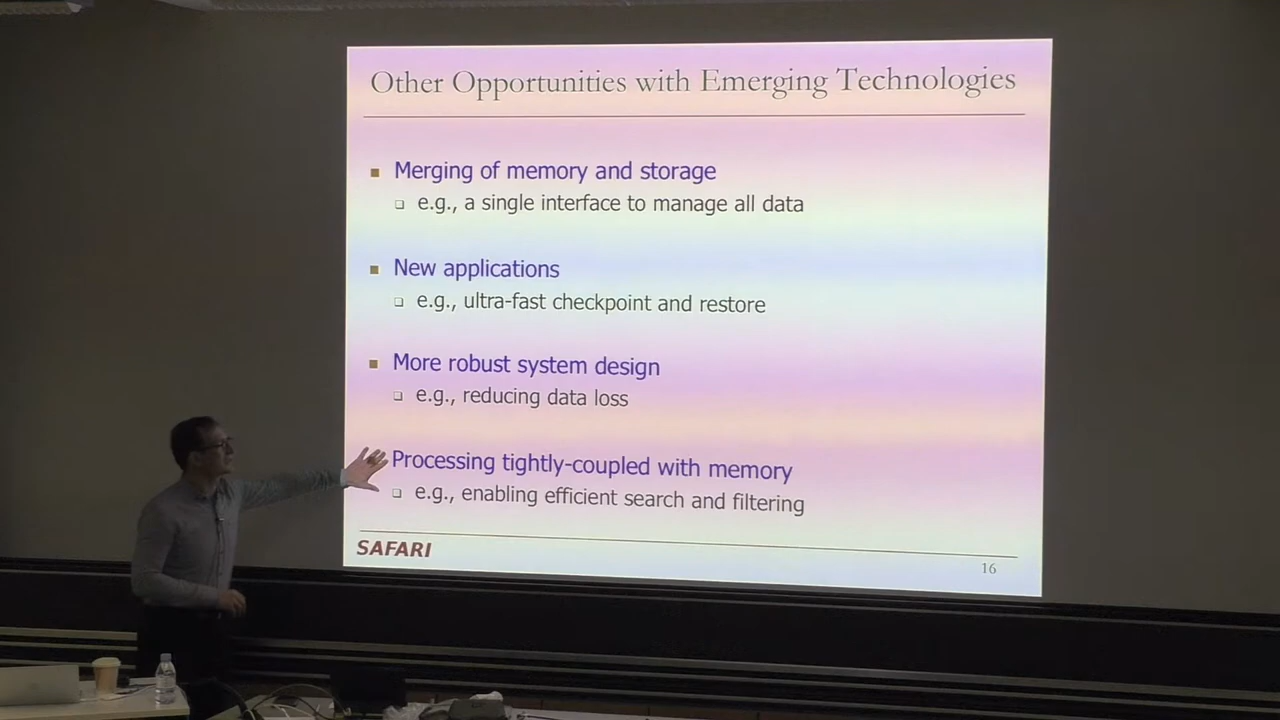 Other Opportunities with Emerging Technologies
Merging of memory and storage
e.g., a single interface to manage all data
New applications
e.g., ultra-fast checkpoint and restore
More robust system design
e.g., reducing data loss
Processing tightly-coupled with memory
e.g., enabling efficient search and filtering
SAFARI
16